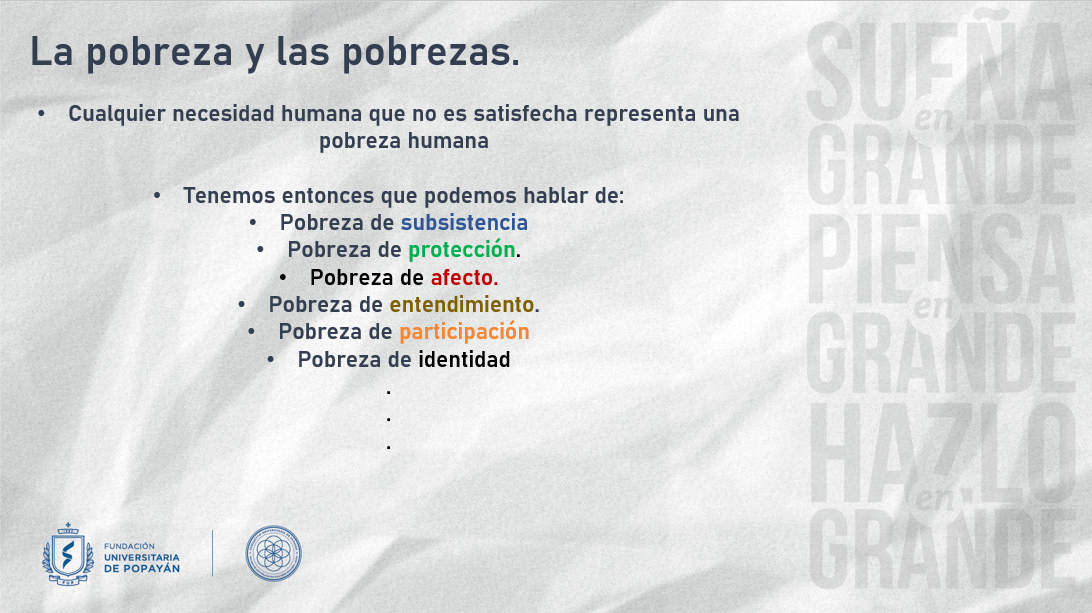 La pobreza y las pobrezas.
• Cualquier necesidad humana que no es satisfecha representa una
pobreza humana
• Tenemos entonces que podemos hablar de:
• Pobreza de subsistencia
• Pobreza de protección.
• Pobreza de afecto.
• Pobreza de entendimiento.
• Pobreza de participación
• Pobreza de identidad
.
.
.
SUEÑA
en
GRANDE
PIENSA
en
GRANDE
HAZLO
en
GRANDE
FUNDACIÓN
UNIVERSITARIA
DE POPAYÁN